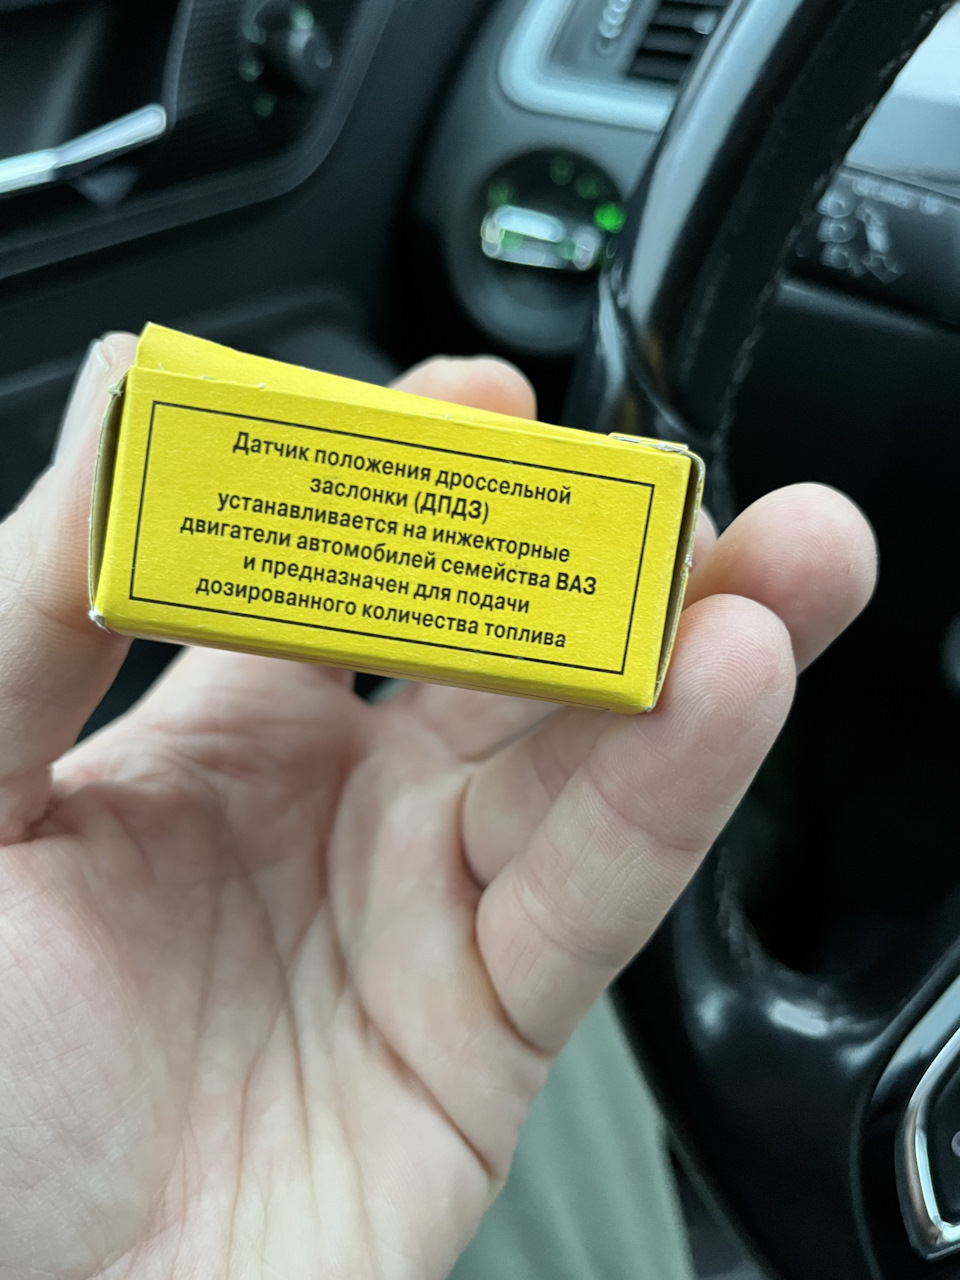 Датчик положения дроссельной
заслонки (ДПДЗ)
устанавливается на инжекторные
двигатели автомобилей семейства ВАЗ
и предназначен для подачи
дозированного количества топлива